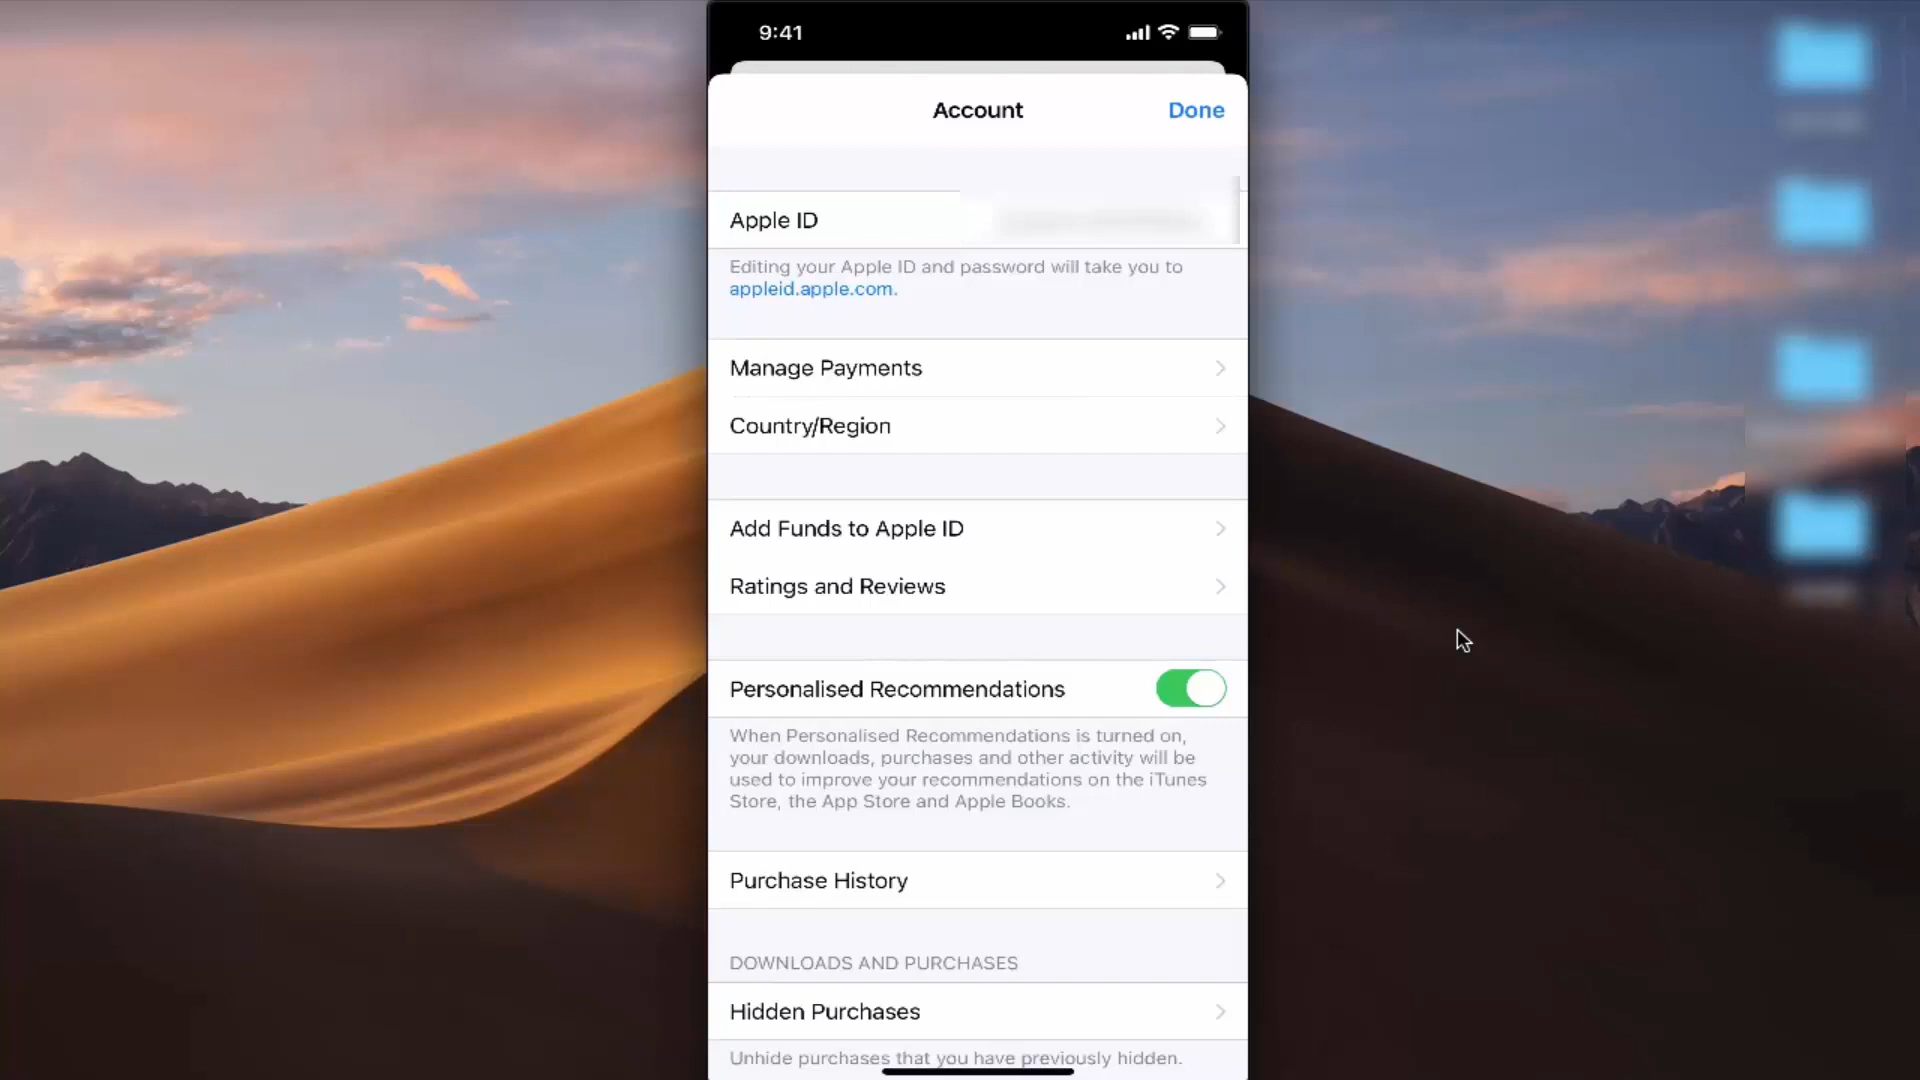 9:41
Account
Done
Apple ID
Editing your Apple ID and password will take you to
appleid.apple.com.
Manage Payments
Country/Region
Add Funds to Apple ID
Ratings and Reviews
Personalised Recommendations
When Personalised Recommendations is turned on,
your downloads, purchases and other activity will be
used to improve your recommendations on the iTunes
Store, the App Store and Apple Books.
Purchase History
DOWNLOADS AND PURCHASES
Hidden Purchases
Unhide purchases that you have previously hidden.